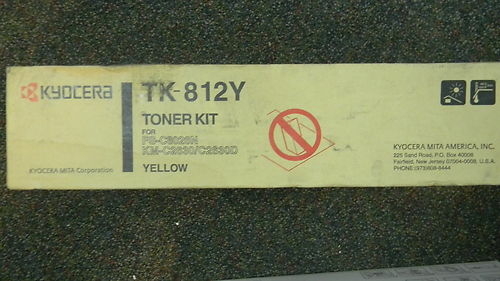 KYOCERA
TK-812Y
TONER KIT
FOR
FS-C8026N
KM-C2630/C2630D
YELLOW
KYOCERA MITA Corporation
KYOCERA MITA AMERICA, INC.
225 Sand Road, P.O. Box 40008
Fairfield, New Jersey 07004-0008, U.S.A.
PHONE:(973)808-8444